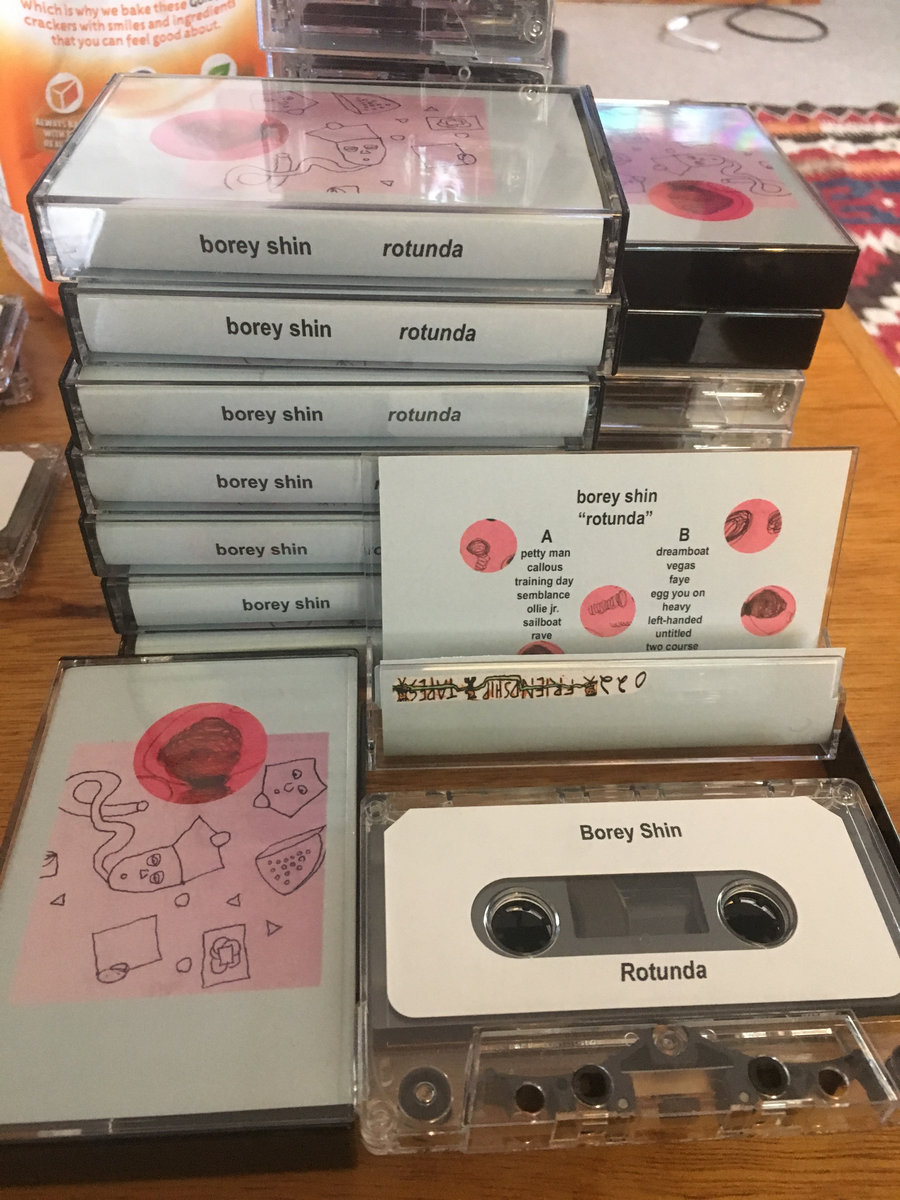 Which is why we bake these
crackers with smiles and ingredients
that you can feel good about.
borey shin rotunda
borey shin rotunda
borey shin rotunda
borey shin
borey shin
borey shin
borey shin
“rotunda”
A
petty man
callous
training day
semblance
ollie jr.
sailboat
rave
B
dreamboat
vegas
faye
egg you on
heavy
left-handed
untitled
two course
FRIENDSHIP TAPES
022
Borey Shin
Rotunda